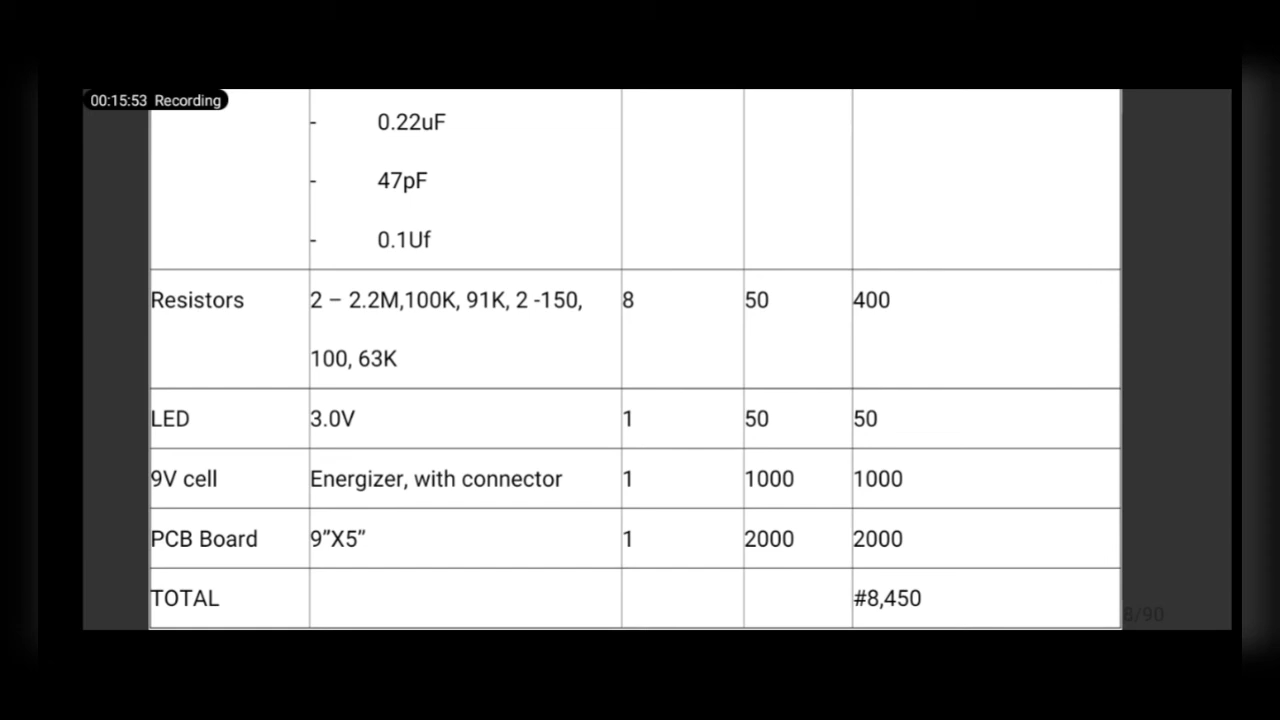 00:15:53 Recording
- 0.22uF
- 47pF
- 0.1Uf
Resistors 2 – 2.2M,100K, 91K, 2 -150, 8 50 400
100, 63K
LED 3.0V 1 50 50
9V cell Energizer, with connector 1 1000 1000
PCB Board 9”X5” 1 2000 2000
TOTAL #8,450
8/90